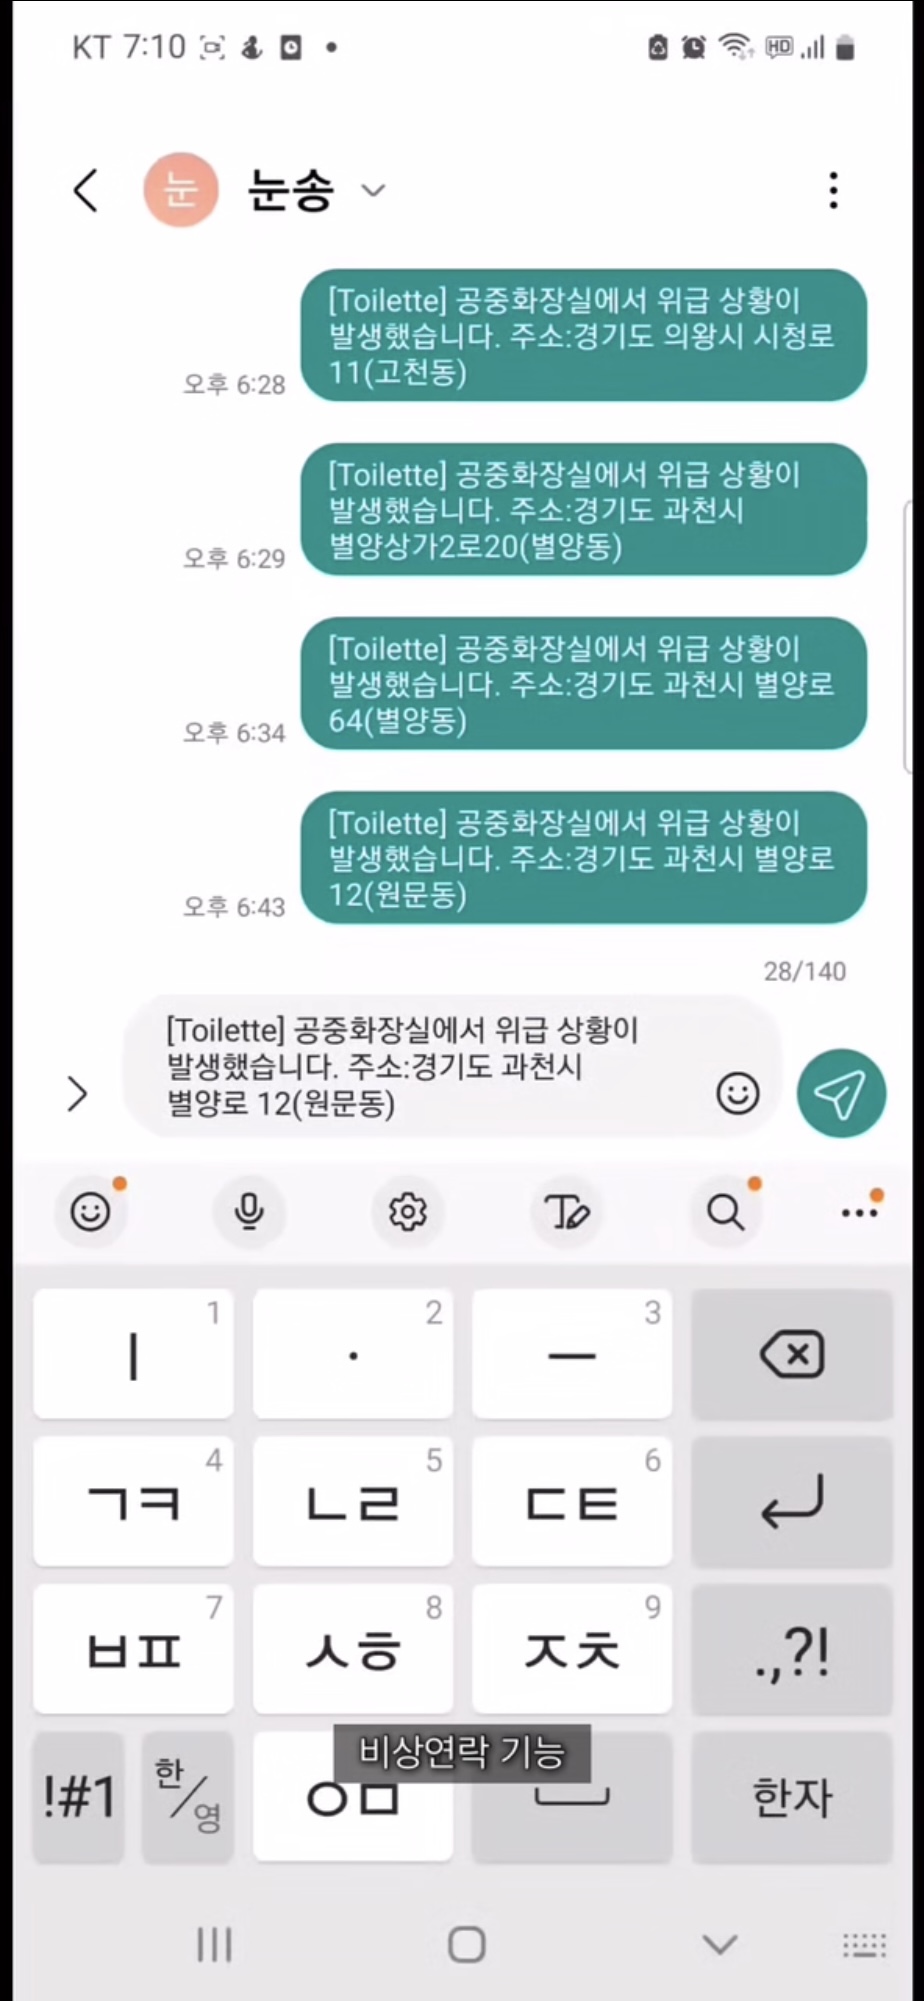 KT 7:10
HD
눈 눈송
[Toilette] 공중화장실에서 위급 상황이
발생했습니다. 주소:경기도 의왕시 시청로
11(고천동)
오후 6:28
[Toilette] 공중화장실에서 위급 상황이
발생했습니다. 주소:경기도 과천시
별양상가2로20(별양동)
오후 6:29
[Toilette] 공중화장실에서 위급 상황이
발생했습니다. 주소:경기도 과천시 별양로
64(별양동)
오후 6:34
[Toilette] 공중화장실에서 위급 상황이
발생했습니다. 주소:경기도 과천시 별양로
12(원문동)
오후 6:43
28/140
[Toilette] 공중화장실에서 위급 상황이
발생했습니다. 주소:경기도 과천시
별양로 12(원문동)
ㅣ 1 · 2 ㅡ 3
ㄱㅋ 4 ㄴㄹ 5 ㄷㅌ 6
ㅂㅍ 7 ㅅㅎ 8 ㅈㅊ 9 .,?!
비상연락 기능
!#1 한/영 ㅇㅁ 한자